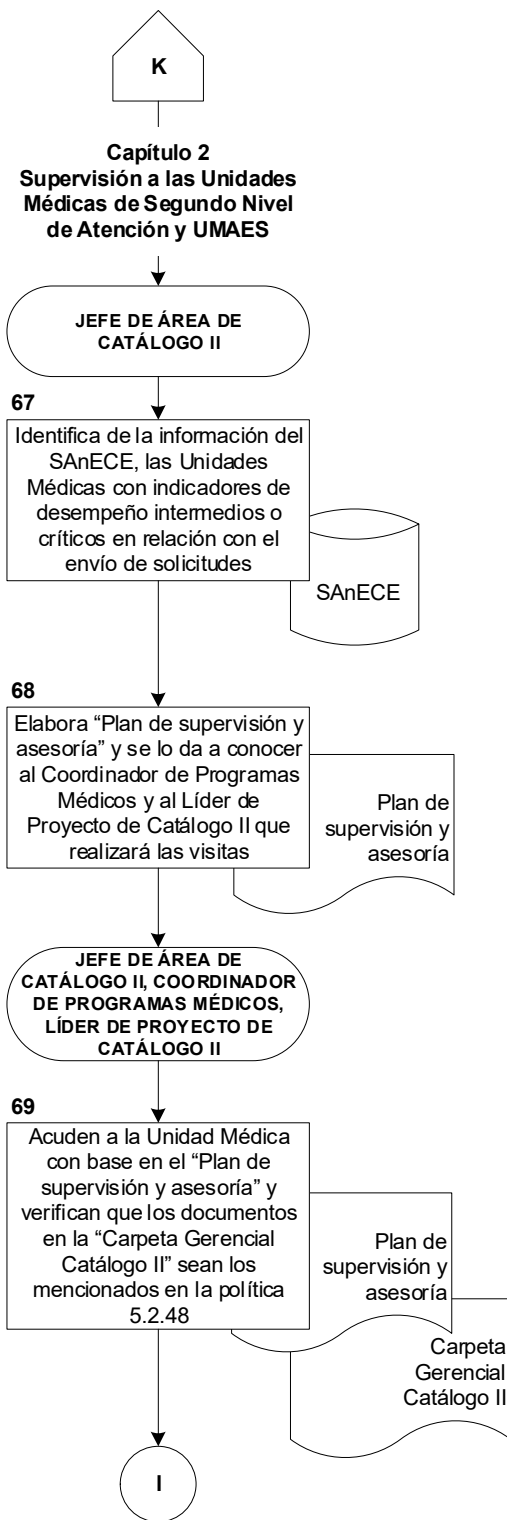 K
Capítulo 2
Supervisión a las Unidades
Médicas de Segundo Nivel
de Atención y UMAES
JEFE DE ÁREA DE
CATÁLOGO II
67
Identifica de la información del
SAnECE, las Unidades
Médicas con indicadores de
desempeño intermedios o
críticos en relación con el
envío de solicitudes
SAnECE
68
Elabora “Plan de supervisión y
asesoría” y se lo da a conocer
al Coordinador de Programas
Médicos y al Líder de
Proyecto de Catálogo II que
realizará las visitas
Plan de
supervisión y
asesoría
JEFE DE ÁREA DE
CATÁLOGO II, COORDINADOR
DE PROGRAMAS MÉDICOS,
LÍDER DE PROYECTO DE
CATÁLOGO II
69
Acuden a la Unidad Médica
con base en el “Plan de
supervisión y asesoría” y
verifican que los documentos
en la “Carpeta Gerencial
Catálogo II” sean los
mencionados en la política
5.2.48
Plan de
supervisión y
asesoría
Carpeta
Gerencial
Catálogo II
I